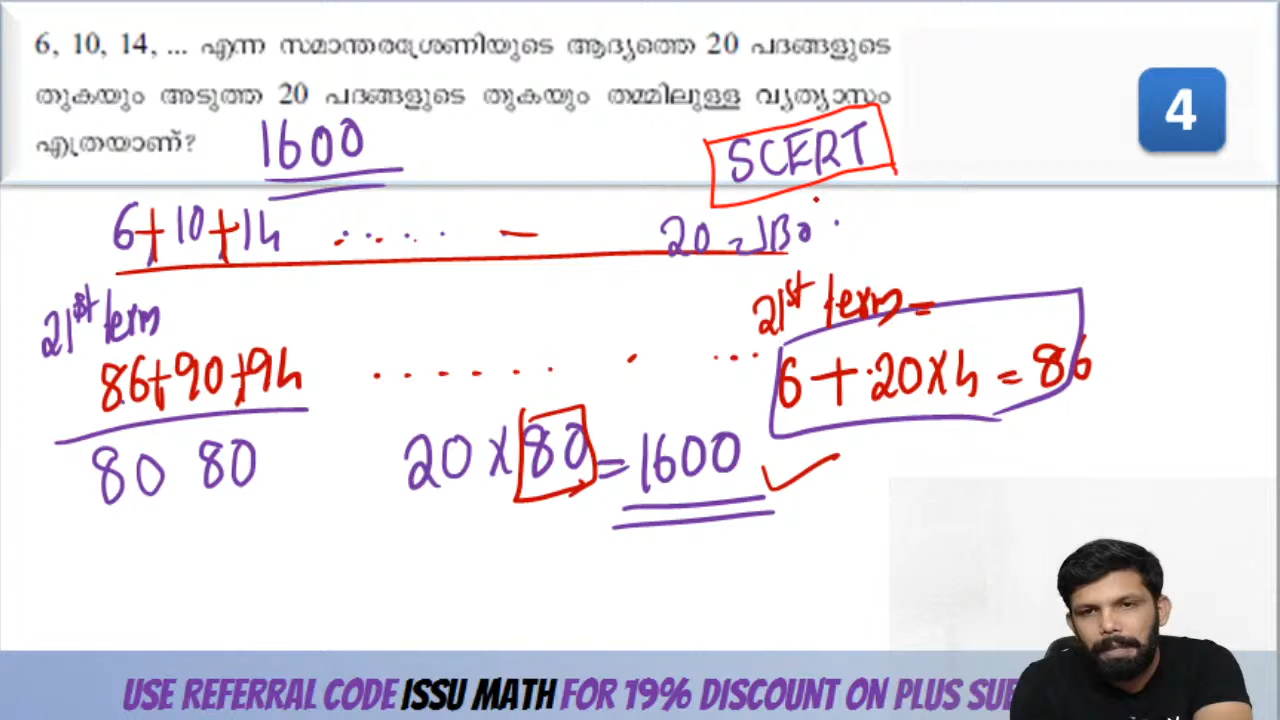 6, 10, 14, ... എന്ന സമാന്തരശ്രേണിയുടെ ആദ്യത്തെ 20 പദങ്ങളുടെ
തുകയും അടുത്ത 20 പദങ്ങളുടെ തുകയും തമ്മിലുള്ള വ്യത്യാസം
എത്രയാണ്?
4
1600
SCERT
6+10+14 ........ - 20
21st term
21st term =
86+90+94 ...........
6+20×4=86
80 80
20×80=1600
USE REFERRAL CODE ISSU MATH FOR 19% DISCOUNT ON PLUS